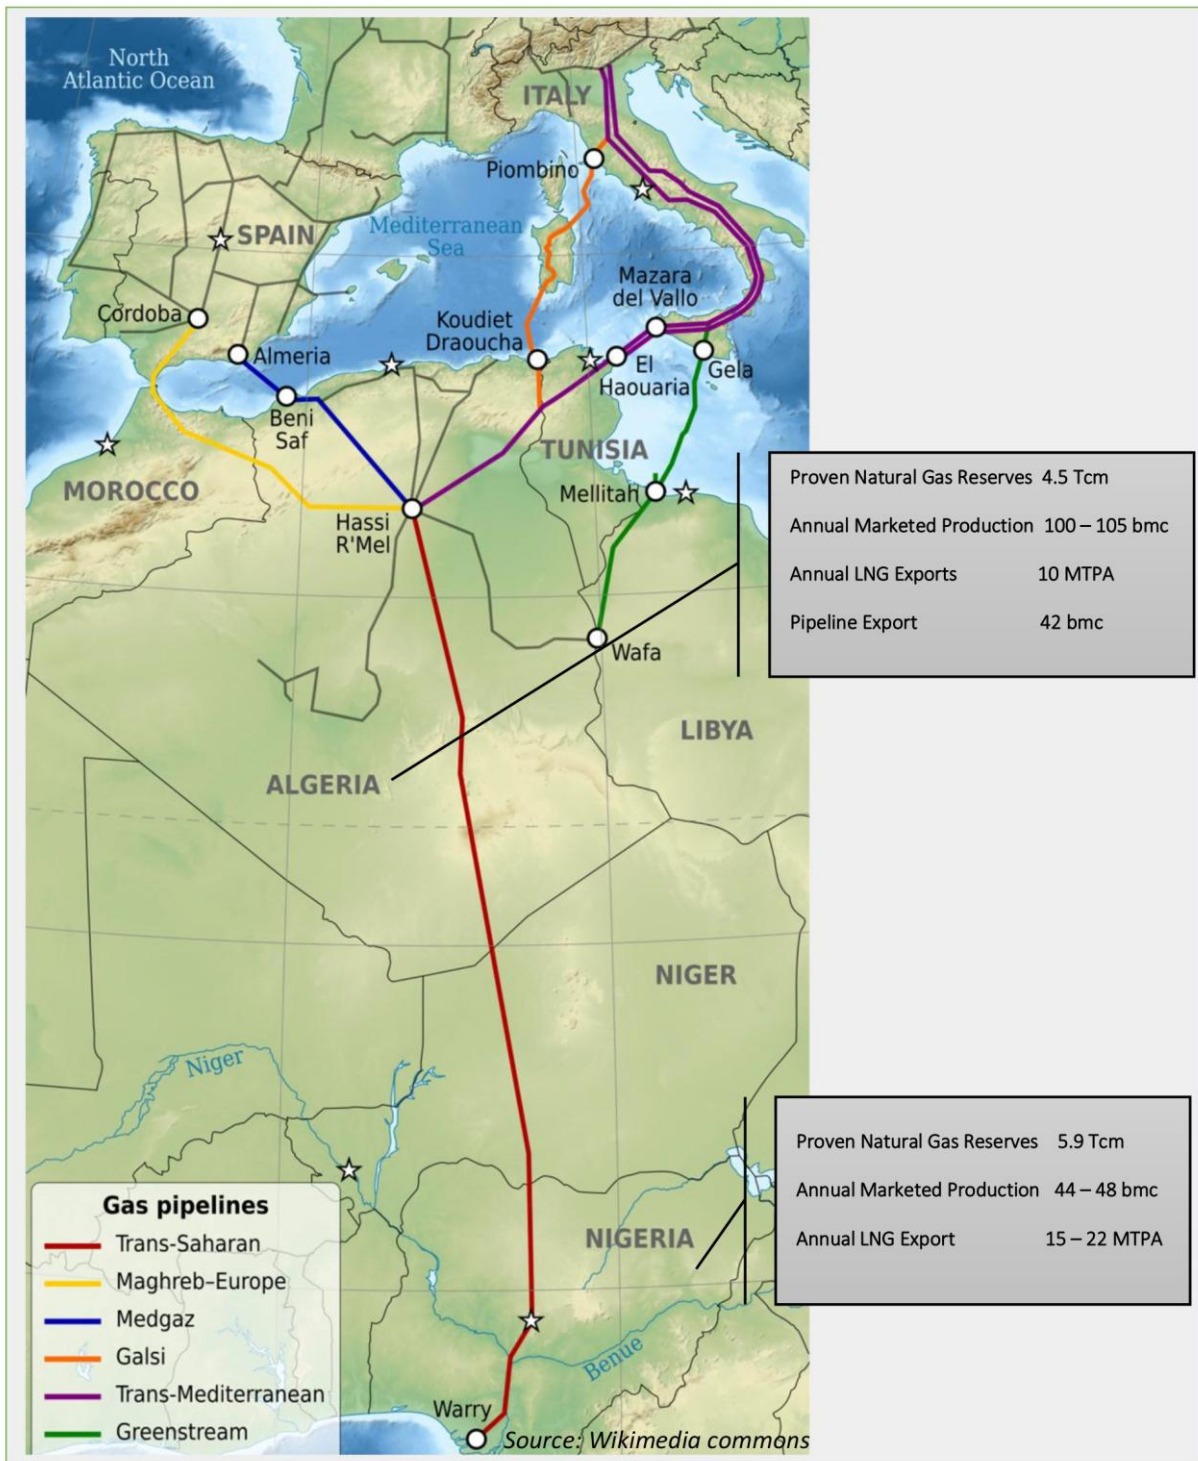 North
Atlantic Ocean
ITALY
Piombino
Mediterranean
Sea
SPAIN
Mazara
del Vallo
Cordoba
Koudiet
Draoucha
Almeria
El
Haouaria
Gela
Beni
Saf
TUNISIA
MOROCCO
Mellitah
Hassi
R'Mel
Wafa
LIBYA
ALGERIA
NIGER
Niger
NIGERIA
Benue
Warry
Proven Natural Gas Reserves 4.5 Tcm
Annual Marketed Production 100 – 105 bmc
Annual LNG Exports 10 MTPA
Pipeline Export 42 bmc
Proven Natural Gas Reserves 5.9 Tcm
Annual Marketed Production 44 – 48 bmc
Annual LNG Export 15 – 22 MTPA
Gas pipelines
Trans-Saharan
Maghreb–Europe
Medgaz
Galsi
Trans-Mediterranean
Greenstream
Source: Wikimedia commons